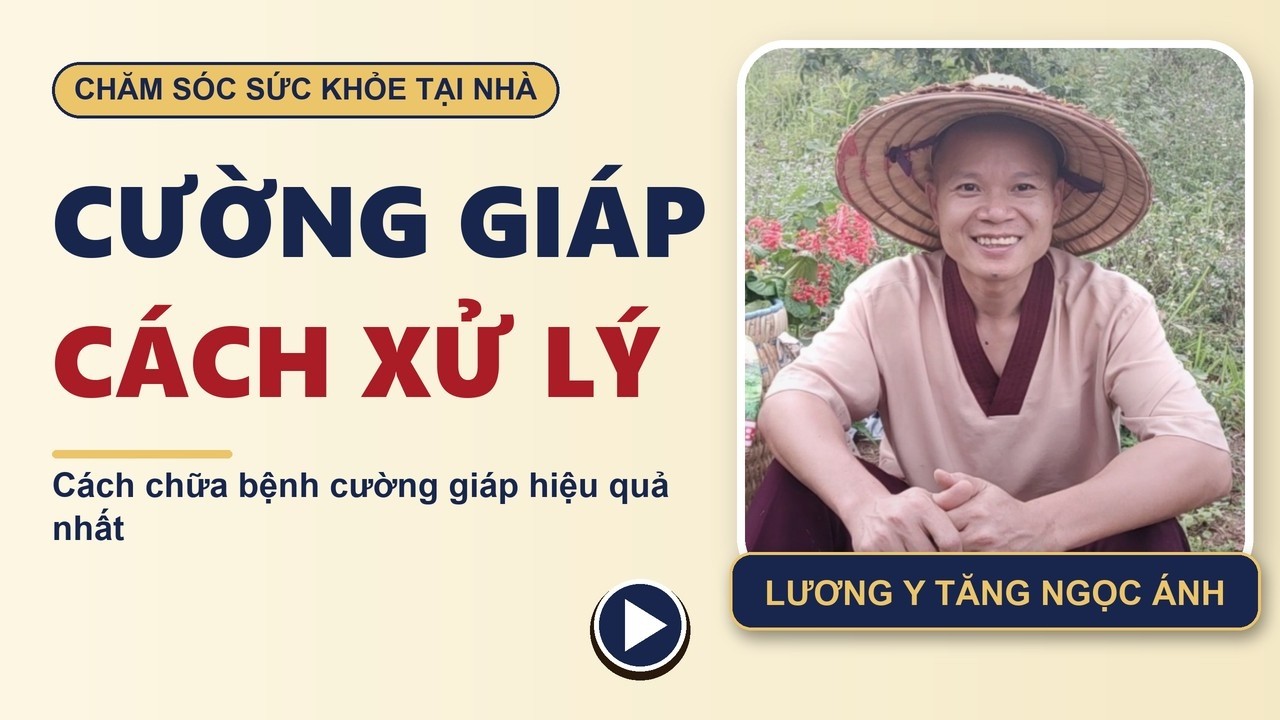 CHĂM SÓC SỨC KHỎE TẠI NHÀ
CƯỜNG GIÁP
CÁCH XỬ LÝ
Cách chữa bệnh cường giáp hiệu quả
nhất
LƯƠNG Y TĂNG NGỌC ÁNH